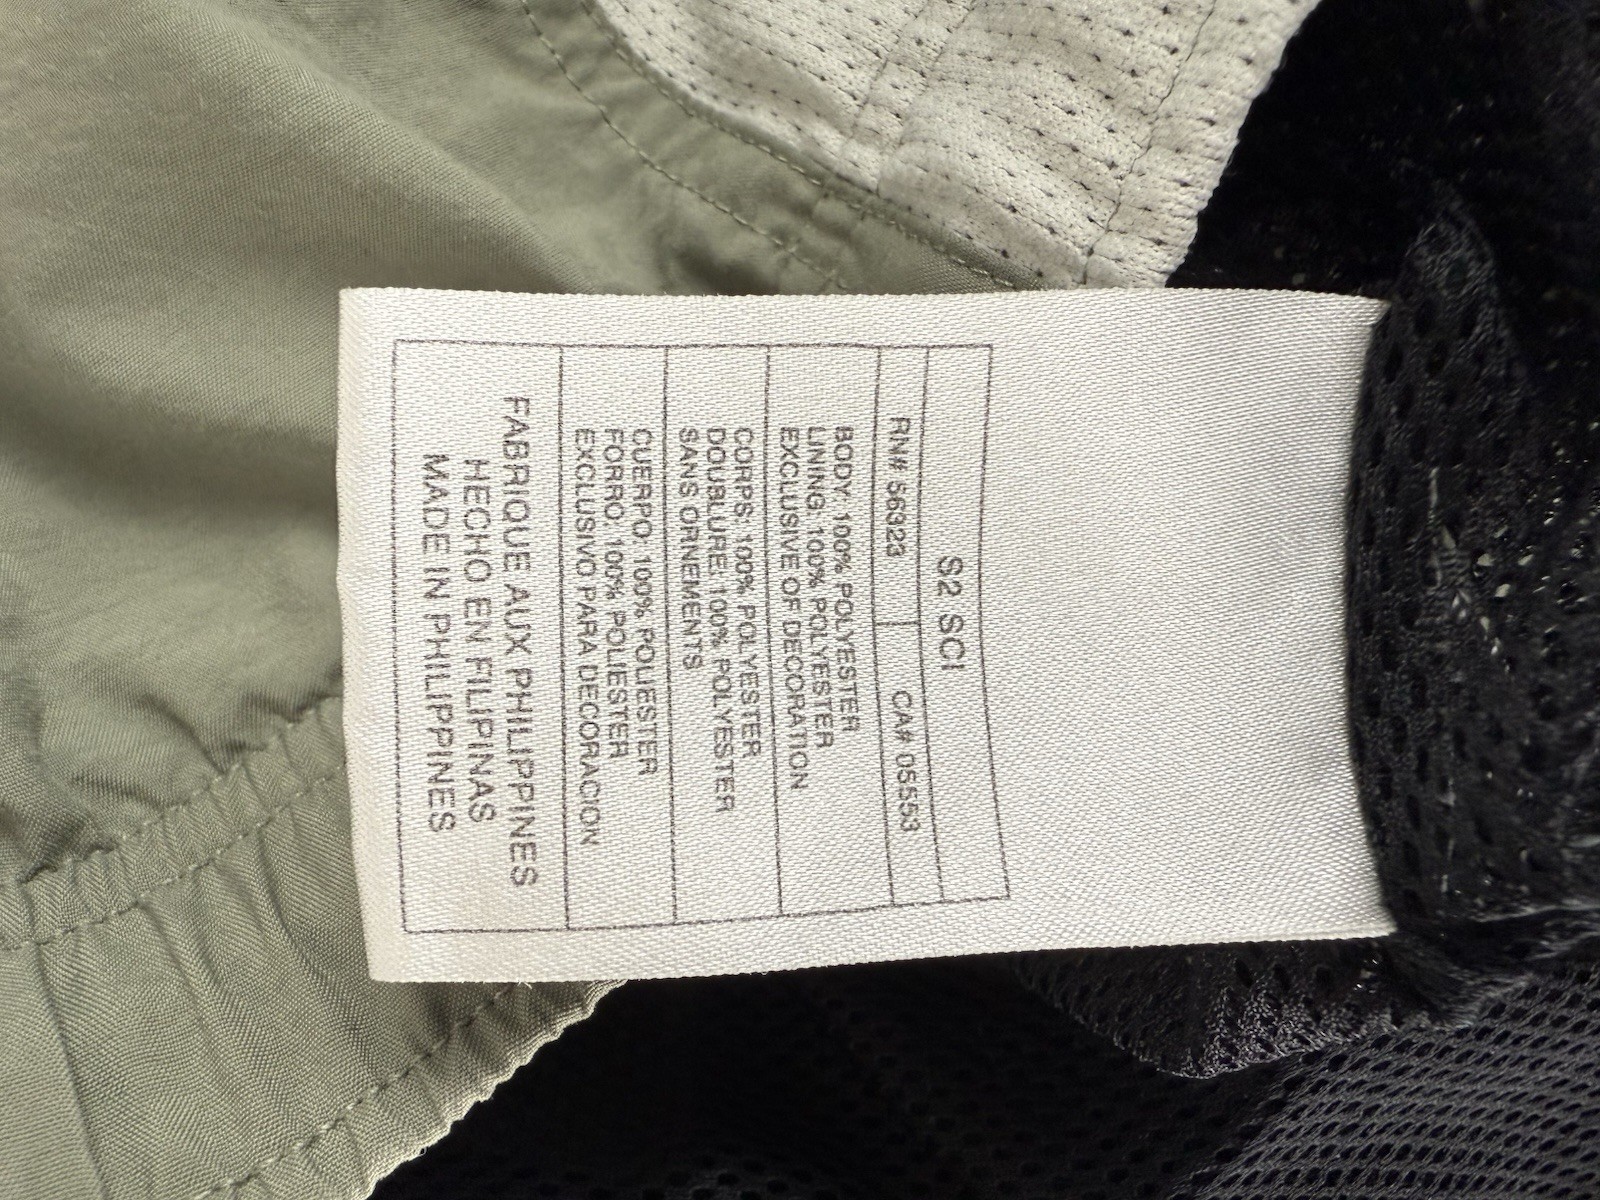 S2 SCI
RN# 56323 CA# 05553
BODY: 100% POLYESTER
LINING: 100% POLYESTER
EXCLUSIVE OF DECORATION
CORPS: 100% POLYESTER
DOUBLURE: 100% POLYESTER
SANS ORNEMENTS
CUERPO: 100% POLIESTER
FORRO: 100% POLIESTER
EXCLUSIVO PARA DECORACION
FABRIQUE AUX PHILIPPINES
HECHO EN FILIPINAS
MADE IN PHILIPPINES